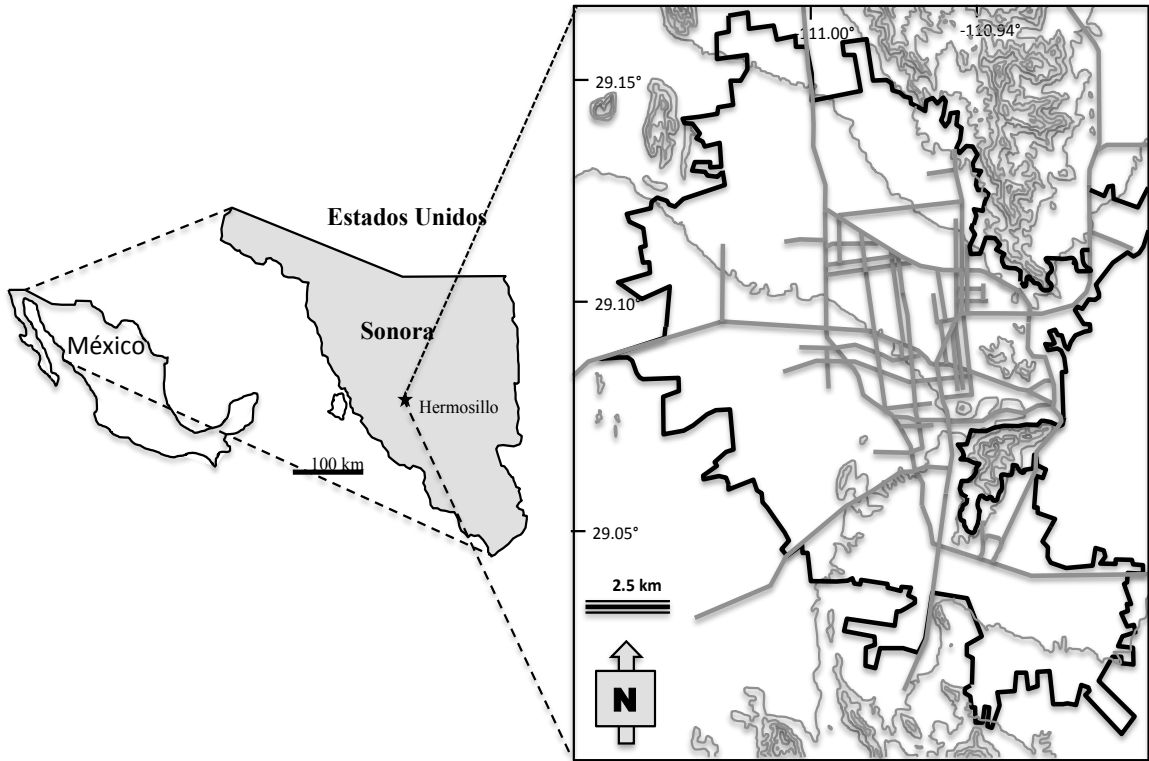 Estados Unidos
México
Sonora
Hermosillo
100 km
-111.00°
-110.94°
29.15°
29.10°
29.05°
2.5 km
N